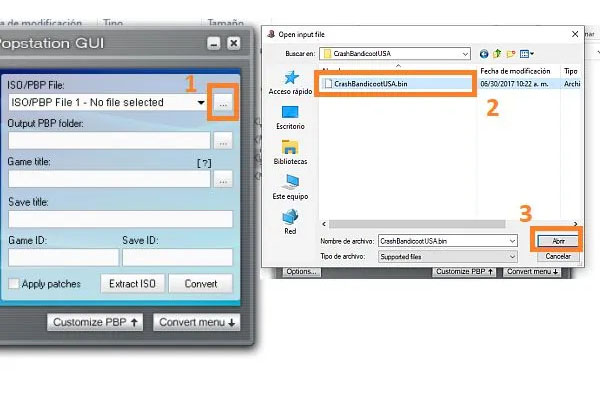 a de modificación Tipo Tamaño
Popstation GUI
ISO/PBP File:
1
ISO/PBP File 1 - No file selected
...
Output PBP folder:
...
Game title:
[?]
...
Save title:
Game ID:
Save ID:
Apply patches
Extract ISO
Convert
Customize PBP
Convert menu
Open input file
Buscar en:
CrashBandicootUSA
Fecha de modificación
Tipo
CrashBandicootUSA.bin
06/30/2017 10:22 a. m.
Archi
2
Acceso rápido
Escritorio
Bibliotecas
Este equipo
Red
3
Nombre de archivo:
CrashBandicootUSA.bin
Abrir
Tipo de archivo:
Supported files
Cancelar
Options...
Customize PBP
Convert menu